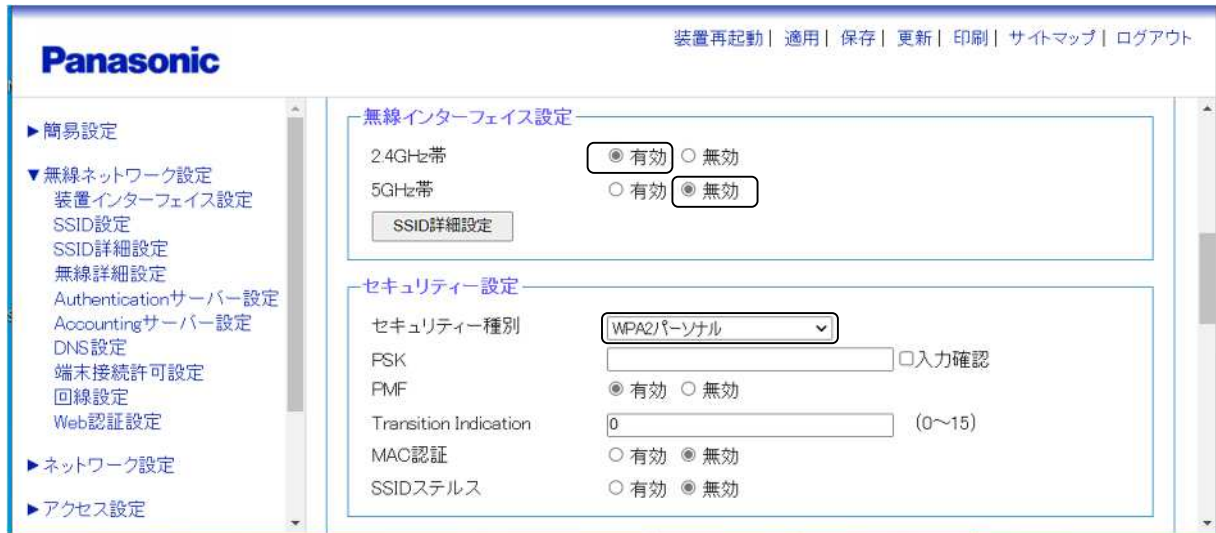 Panasonic
装置再起動| 適用| 保存| 更新| 印刷| サイトマップ| ログアウト
▶簡易設定
▼無線ネットワーク設定
装置インターフェイス設定
SSID設定
SSID詳細設定
無線詳細設定
Authenticationサーバー設定
Accountingサーバー設定
DNS設定
端末接続許可設定
回線設定
Web認証設定
▶ネットワーク設定
▶アクセス設定
無線インターフェイス設定
2.4GHz帯 有効 無効
5GHz帯 有効 無効
SSID詳細設定
セキュリティー設定
セキュリティー種別 WPA2パーソナル
PSK 入力確認
PMF 有効 無効
Transition Indication 0 (0～15)
MAC認証 有効 無効
SSIDステルス 有効 無効